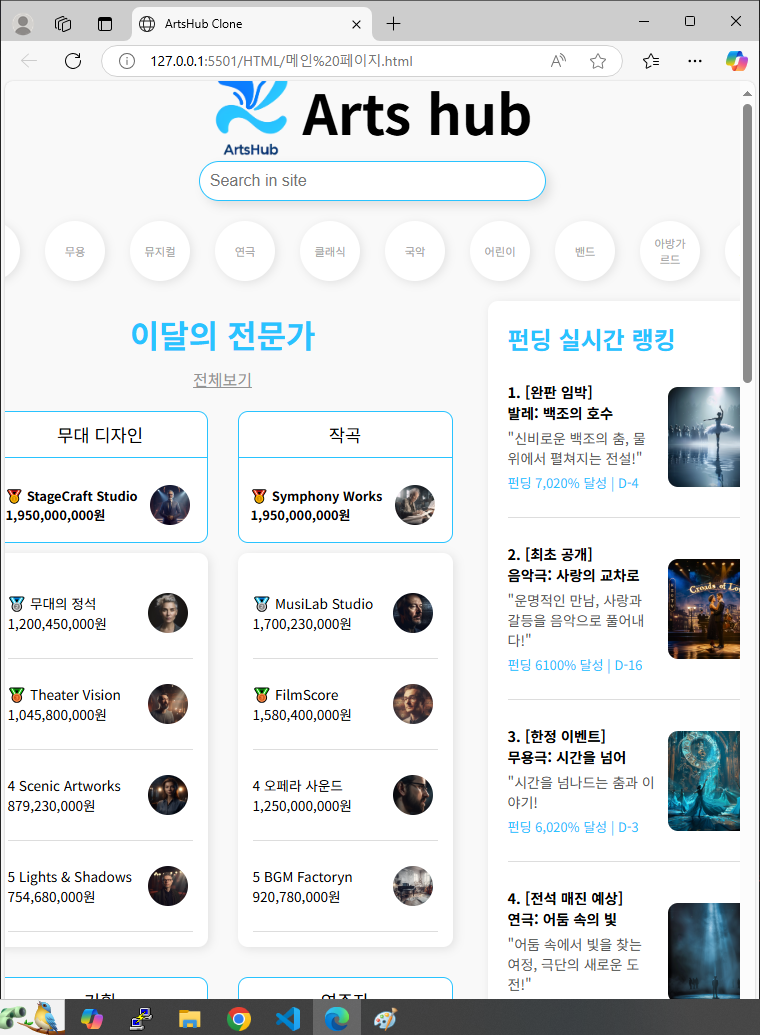 ArtsHub Clone
127.0.0.1:5501/HTML/메인%20페이지.html
Arts hub
ArtsHub
Search in site
무용
뮤지컬
연극
클래식
국악
어린이
밴드
아방가
르드
이달의 전문가
전체보기
무대 디자인
StageCraft Studio
1,950,000,000원
무대의 정석
1,200,450,000원
Theater Vision
1,045,800,000원
4 Scenic Artworks
879,230,000원
5 Lights & Shadows
754,680,000원
작곡
Symphony Works
1,950,000,000원
MusiLab Studio
1,700,230,000원
FilmScore
1,580,400,000원
4 오페라 사운드
1,250,000,000원
5 BGM Factoryn
920,780,000원
펀딩 실시간 랭킹
1. [완판 임박]
발레: 백조의 호수
"신비로운 백조의 춤, 물
위에서 펼쳐지는 전설!"
펀딩 7,020% 달성 | D-4
2. [최초 공개]
음악극: 사랑의 교차로
"운명적인 만남, 사랑과
갈등을 음악으로 풀어내
다!"
펀딩 6100% 달성 | D-16
3. [한정 이벤트]
무용극: 시간을 넘어
"시간을 넘나드는 춤과 이
야기!
펀딩 6,020% 달성 | D-3
4. [전석 매진 예상]
연극: 어둠 속의 빛
"어둠 속에서 빛을 찾는
여정, 극단의 새로운 도
전!"